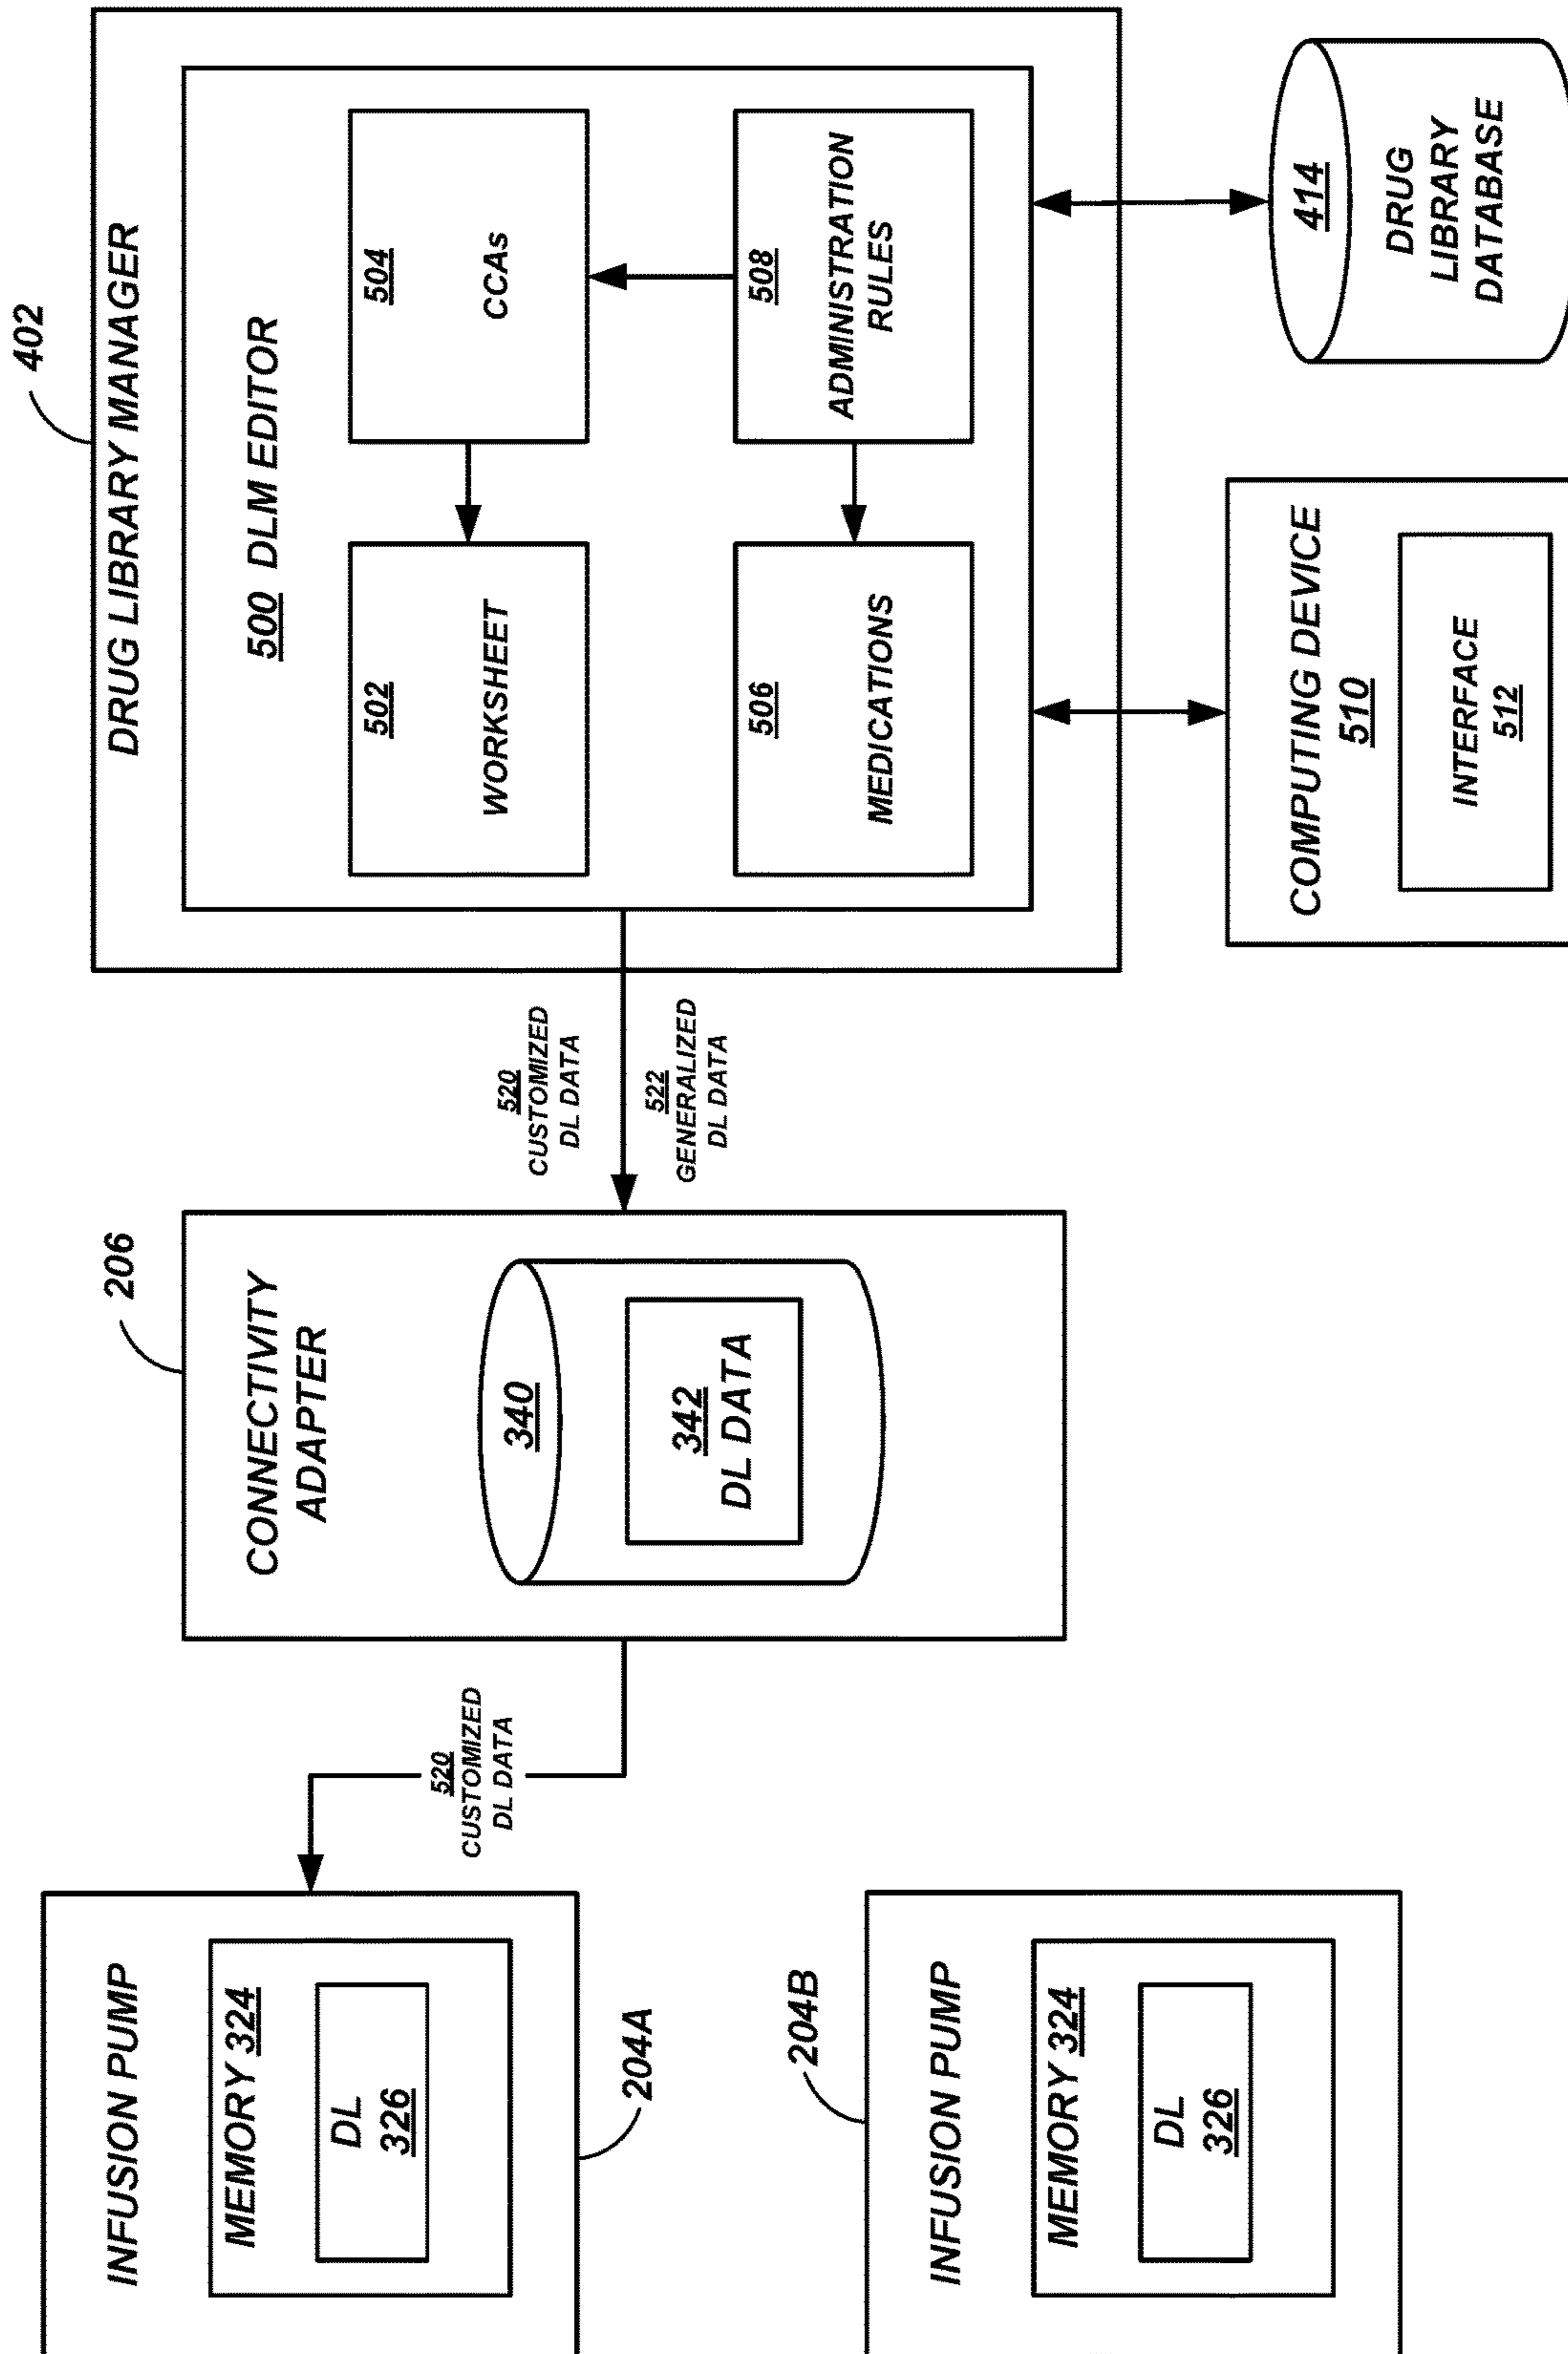 INFUSION PUMP
MEMORY 324
DL
326
204A
204B
INFUSION PUMP
MEMORY 324
DL
326
520
CUSTOMIZED
DL DATA
206
CONNECTIVITY
ADAPTER
340
342
DL DATA
520
CUSTOMIZED
DL DATA
522
GENERALIZED
DL DATA
402
DRUG LIBRARY MANAGER
500 DLM EDITOR
502
WORKSHEET
504
CCAs
506
MEDICATIONS
508
ADMINISTRATION
RULES
COMPUTING DEVICE
510
INTERFACE
512
414
DRUG
LIBRARY
DATABASE